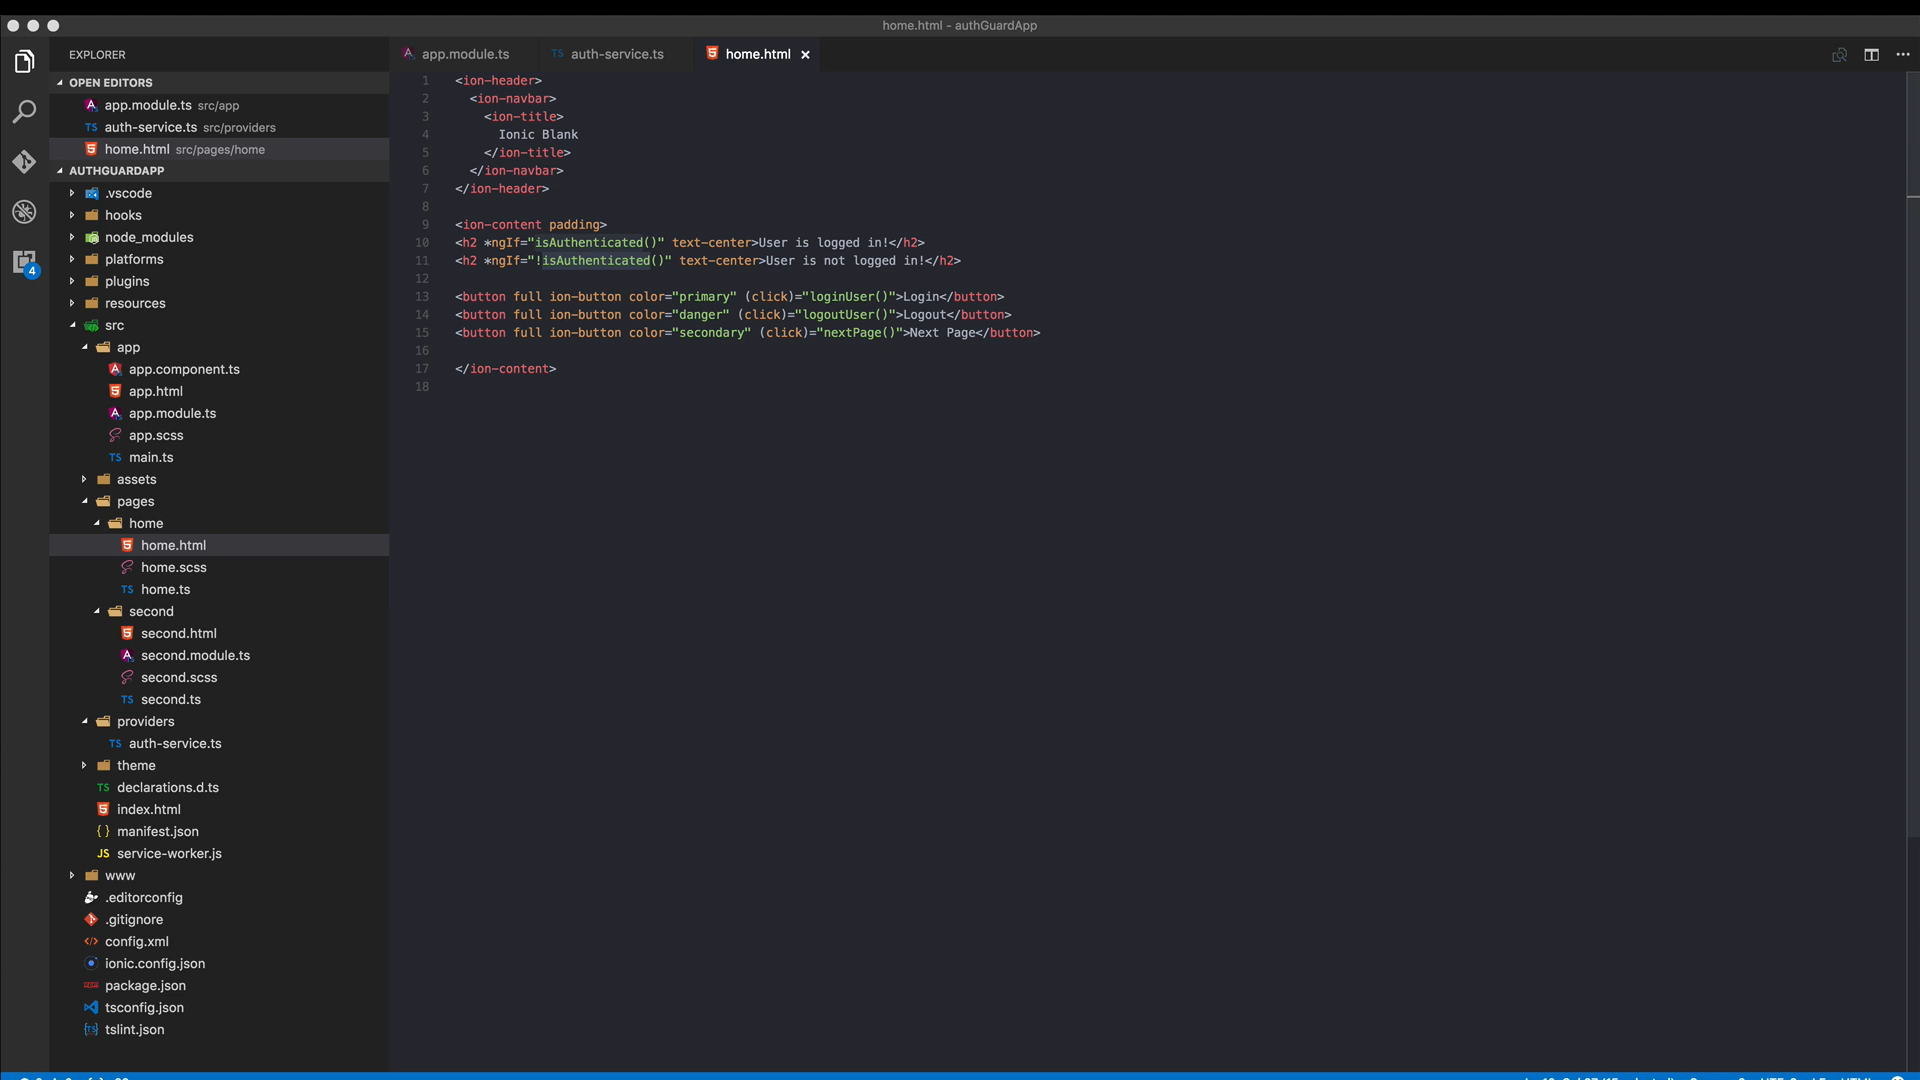 home.html - authGuardApp
EXPLORER
OPEN EDITORS
app.module.ts src/app
auth-service.ts src/providers
home.html src/pages/home
AUTHGUARDAPP
.vscode
hooks
node_modules
platforms
plugins
resources
src
app
app.component.ts
app.html
app.module.ts
app.scss
main.ts
assets
pages
home
home.html
home.scss
TS home.ts
second
second.html
second.module.ts
second.scss
TS second.ts
providers
TS auth-service.ts
theme
TS declarations.d.ts
index.html
{ } manifest.json
JS service-worker.js
www
.editorconfig
.gitignore
config.xml
ionic.config.json
package.json
tsconfig.json
tslint.json
4
app.module.ts
TS auth-service.ts
home.html
1 <ion-header>
2 <ion-navbar>
3 <ion-title>
4 Ionic Blank
5 </ion-title>
6 </ion-navbar>
7 </ion-header>
8
9 <ion-content padding>
10 <h2 *ngIf="isAuthenticated()" text-center>User is logged in!</h2>
11 <h2 *ngIf="!isAuthenticated()" text-center>User is not logged in!</h2>
12
13 <button full ion-button color="primary" (click)="loginUser()">Login</button>
14 <button full ion-button color="danger" (click)="logoutUser()">Logout</button>
15 <button full ion-button color="secondary" (click)="nextPage()">Next Page</button>
16
17 </ion-content>
18